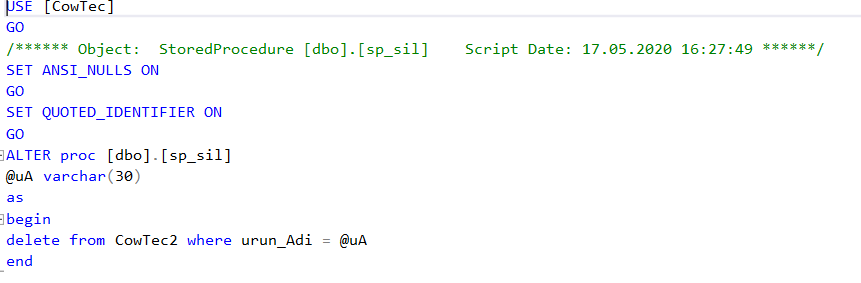 USE [CowTec]
GO
/****** Object:  StoredProcedure [dbo].[sp_sil]    Script Date: 17.05.2020 16:27:49 ******/
SET ANSI_NULLS ON
GO
SET QUOTED_IDENTIFIER ON
GO
ALTER proc [dbo].[sp_sil]
@uA varchar(30)
as
begin
delete from CowTec2 where urun_Adi = @uA
end